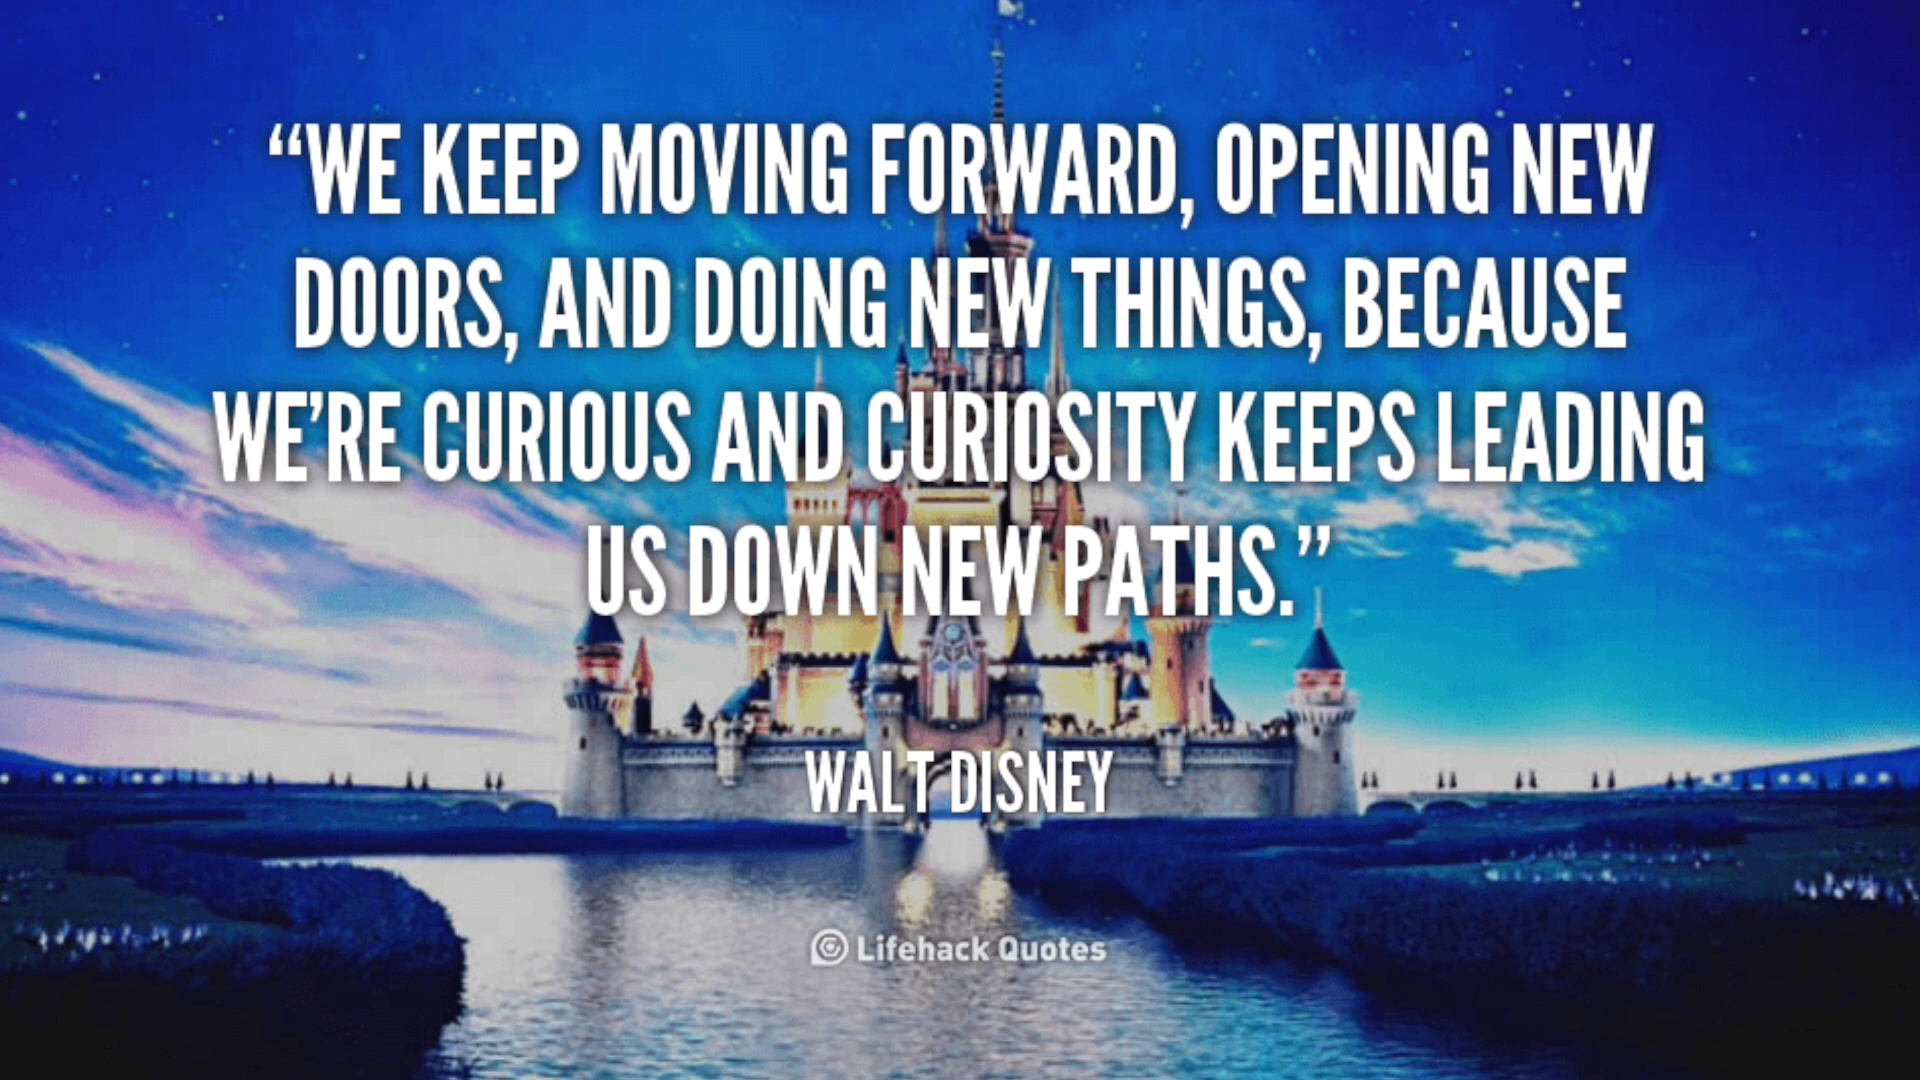 “WE KEEP MOVING FORWARD, OPENING NEW
DOORS, AND DOING NEW THINGS, BECAUSE
WE’RE CURIOUS AND CURIOSITY KEEPS LEADING
US DOWN NEW PATHS.”
WALT DISNEY
Lifehack Quotes